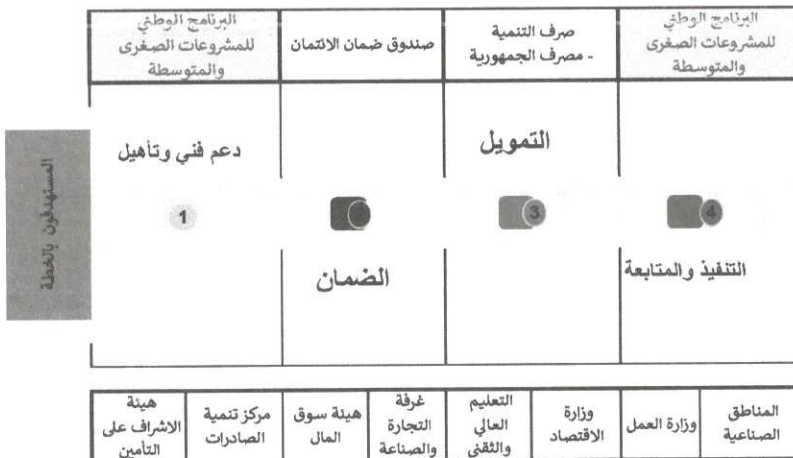 البرنامج الوطني
للمشروعات الصغرى
والمتوسطة
صرف التنمية
- مصرف الجمهورية
صندوق ضمان الائتمان
البرنامج الوطني
للمشروعات الصغرى
والمتوسطة
التمويل
دعم فني وتأهيل
4
3
1
التنفيذ والمتابعة
الضمان
المستهدفون بالخطة
المناطق
الصناعية
وزارة العمل
وزارة
الاقتصاد
التعليم
العالي
والتقني
غرفة
التجارة
والصناعة
هيئة سوق
المال
مركز تنمية
الصادرات
هيئة
الاشراف على
التأمين